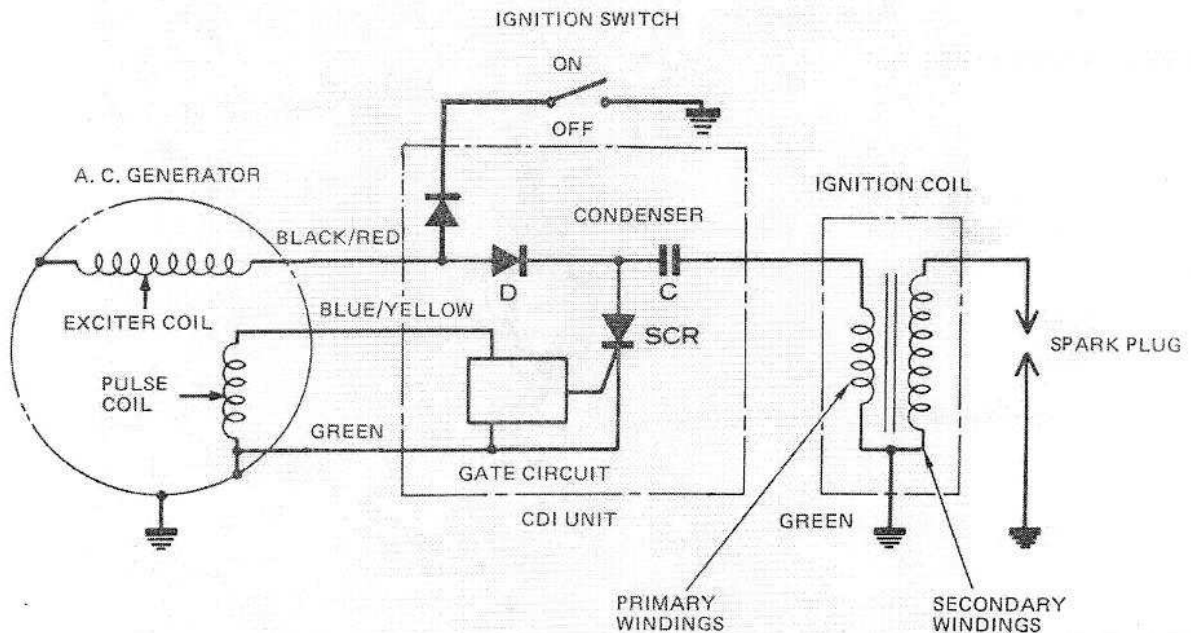 IGNITION SWITCH
ON
OFF
A. C. GENERATOR
IGNITION COIL
CONDENSER
BLACK/RED
D
C
EXCITER COIL
BLUE/YELLOW
SCR
SPARK PLUG
PULSE
COIL
GREEN
GATE CIRCUIT
CDI UNIT
GREEN
PRIMARY
WINDINGS
SECONDARY
WINDINGS